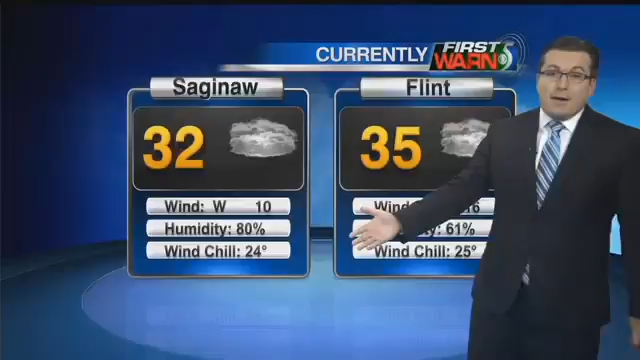 CURRENTLY FIRST WARN 5
Saginaw
32
Wind: W 10
Humidity: 80%
Wind Chill: 24°
Flint
35
16
61%
Wind Chill: 25°